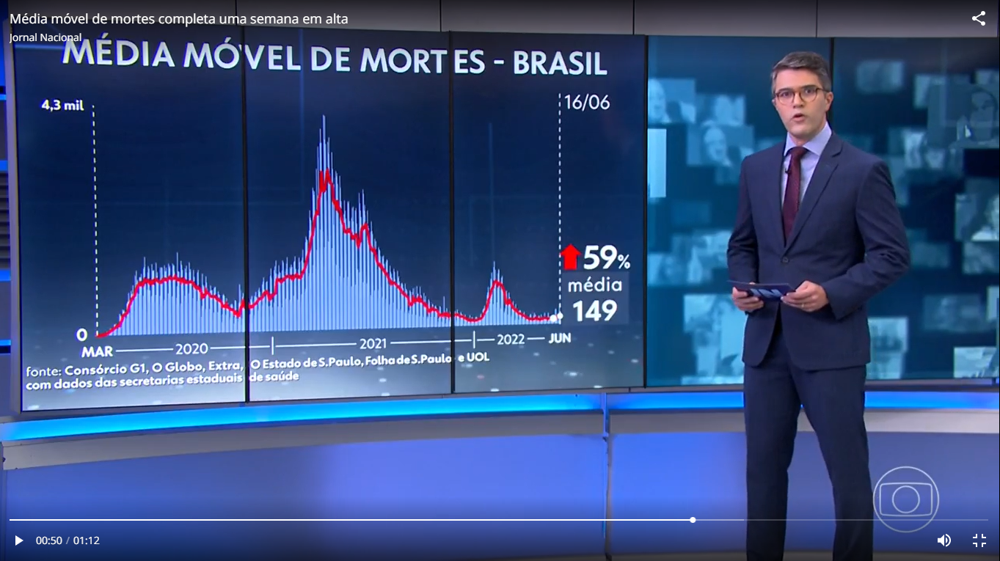 Média móvel de mortes completa uma semana em alta
Jornal Nacional
MÉDIA MÓVEL DE MORTES - BRASIL
4,3 mil
16/06
59%
média
149
0
MAR 2020 2021 2022 JUN
fonte: Consórcio G1, O Globo, Extra, O Estado de S.Paulo, Folha de S.Paulo e UOL
com dados das secretarias estaduais de saúde
00:50 / 01:12